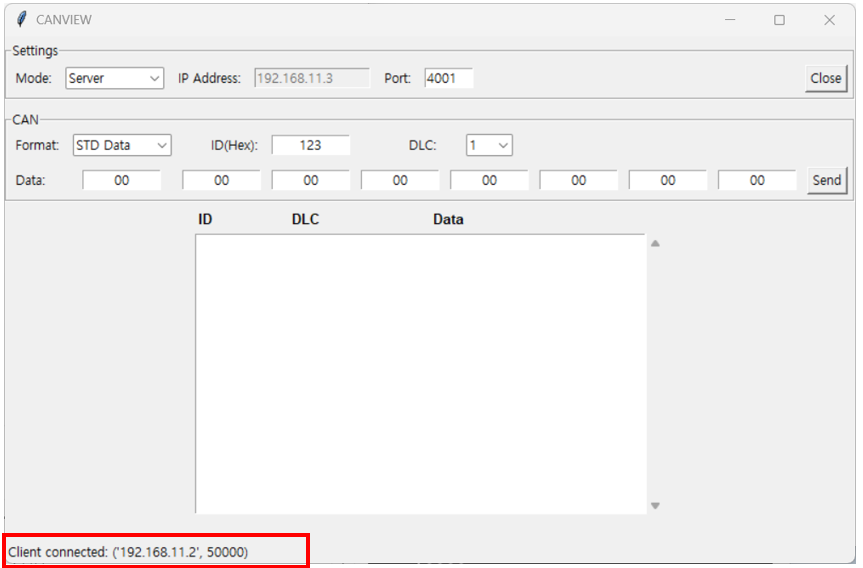 CANVIEW
Settings
Mode: Server IP Address: 192.168.11.3 Port: 4001 Close
CAN
Format: STD Data ID(Hex): 123 DLC: 1
Data: 00 00 00 00 00 00 00 00 Send
ID DLC Data
Client connected: ('192.168.11.2', 50000)